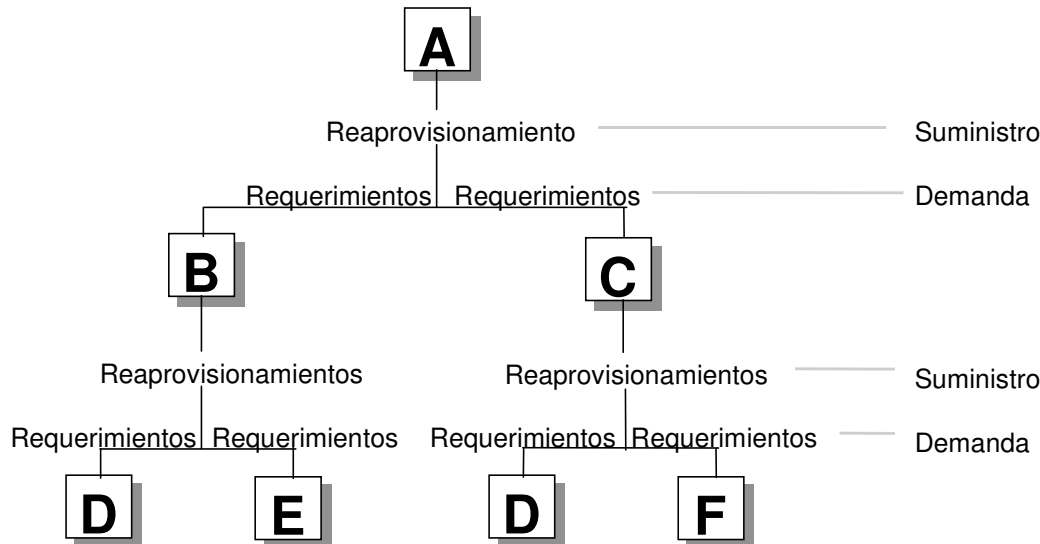 A
Reaprovisionamiento Suministro
Requerimientos Requerimientos Demanda
B C
Reaprovisionamientos Reaprovisionamientos Suministro
Requerimientos Requerimientos Requerimientos Requerimientos Demanda
D E D F